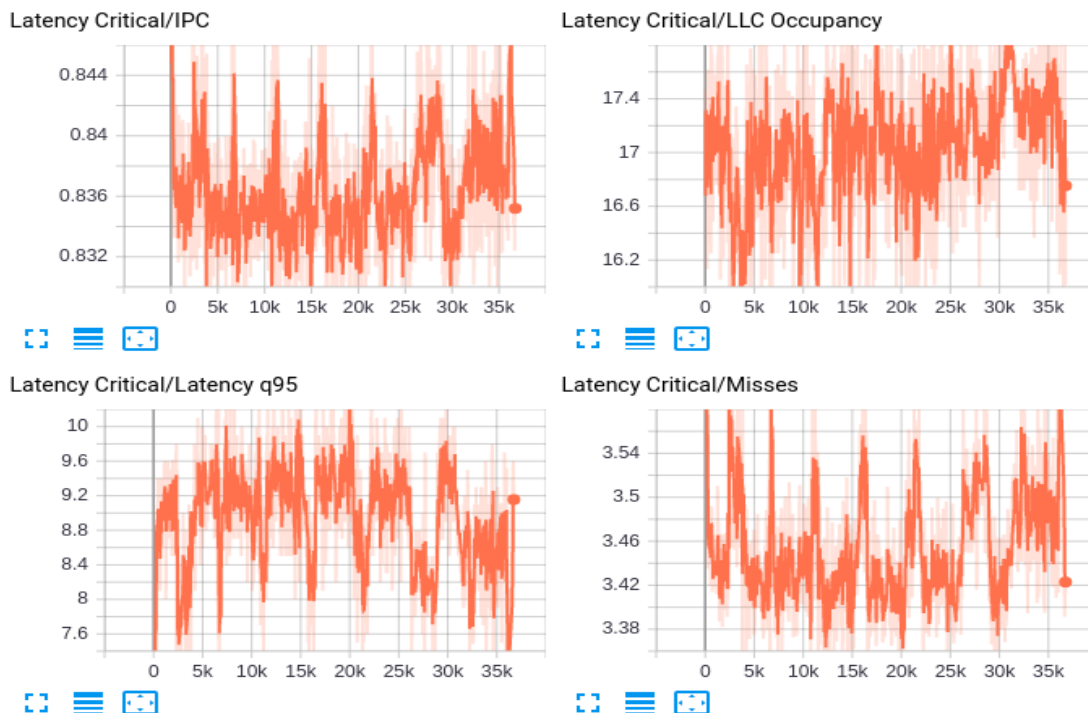 Latency Critical/IPC
0.844
0.84
0.836
0.832
0 5k 10k 15k 20k 25k 30k 35k
Latency Critical/LLC Occupancy
17.4
17
16.6
16.2
0 5k 10k 15k 20k 25k 30k 35k
Latency Critical/Latency q95
10
9.6
9.2
8.8
8.4
8
7.6
0 5k 10k 15k 20k 25k 30k 35k
Latency Critical/Misses
3.54
3.5
3.46
3.42
3.38
0 5k 10k 15k 20k 25k 30k 35k